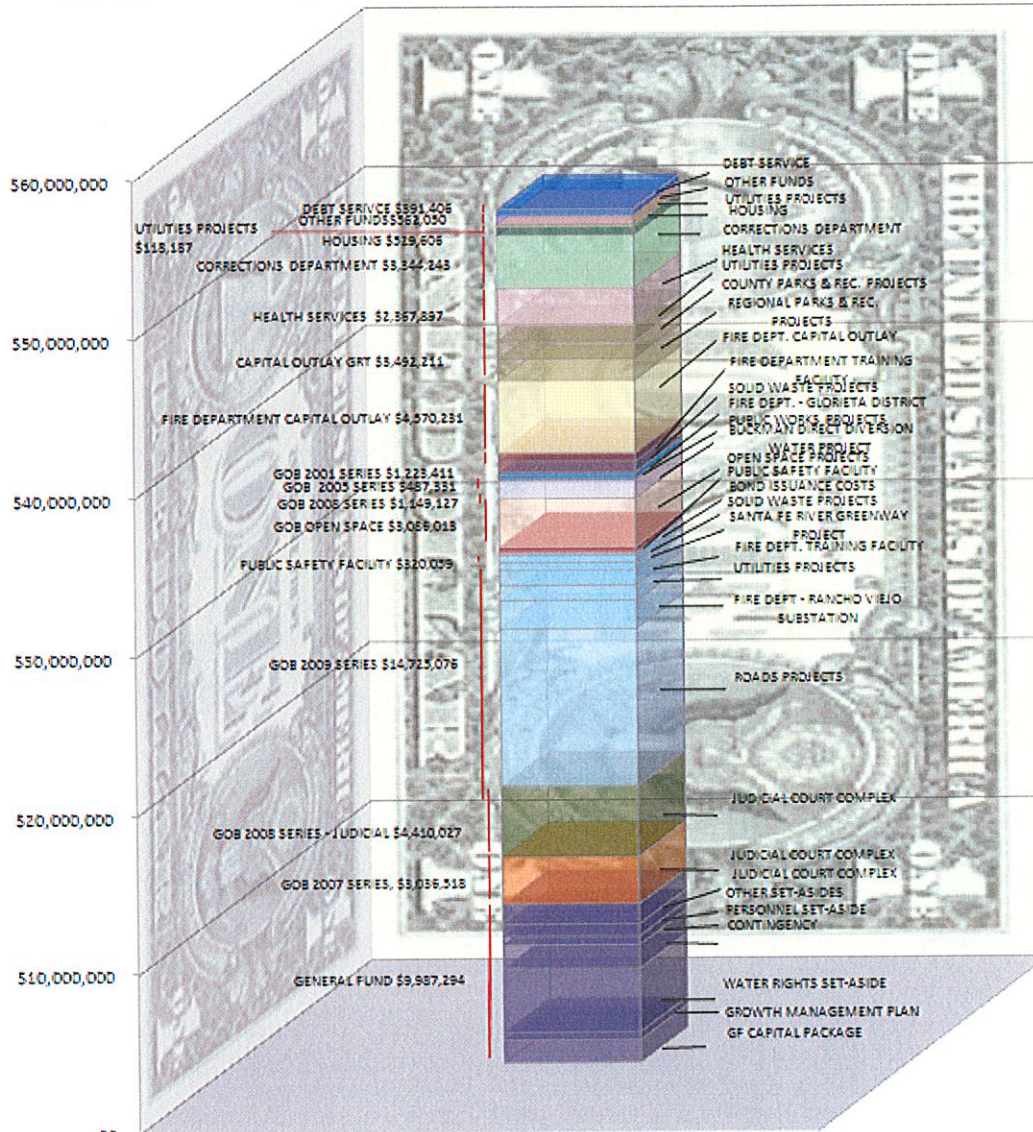 $60,000,000
$50,000,000
$40,000,000
$30,000,000
$20,000,000
$10,000,000
DEBT SERIVCE $591,406
OTHER FUNDS
UTILITIES PROJECTS
$118,187
HOUSING $529,606
CORRECTIONS DEPARTMENT $3,344,243
HEALTH SERVICES $2,367,897
CAPITAL OUTLAY GRT $3,492,211
FIRE DEPARTMENT CAPITAL OUTLAY $4,570,231
GOB 2001 SERIES $1,223,411
GOB 2005 SERIES $487,331
GOB 2008 SERIES $1,149,127
GOB OPEN SPACE $3,086,013
PUBLIC SAFETY FACILITY $320,039
GOB 2009 SERIES $14,723,076
GOB 2008 SERIES - JUDICIAL $4,410,027
GOB 2007 SERIES, $3,036,518
GENERAL FUND $9,987,294
DEBT SERVICE
OTHER FUNDS
UTILITIES PROJECTS
HOUSING
CORRECTIONS DEPARTMENT
HEALTH SERVICES
UTILITIES PROJECTS
COUNTY PARKS & REC. PROJECTS
REGIONAL PARKS & REC.
PROJECTS
FIRE DEPT. CAPITAL OUTLAY
FIRE DEPARTMENT TRAINING
FACILITY
SOLID WASTE PROJECTS
FIRE DEPT. - GLORIETA DISTRICT
PUBLIC WORKS PROJECTS
BUCKMAN DIRECT DIVERSION
WATER PROJECT
OPEN SPACE PROJECTS
PUBLIC SAFETY FACILITY
BOND ISSUANCE COSTS
SOLID WASTE PROJECTS
SANTA FE RIVER GREENWAY
PROJECT
FIRE DEPT. TRAINING FACILITY
UTILITIES PROJECTS
FIRE DEPT - RANCHO VIEJO
SUBSTATION
ROADS PROJECTS
JUDICIAL COURT COMPLEX
JUDICIAL COURT COMPLEX
JUDICIAL COURT COMPLEX
OTHER SET-ASIDES
PERSONNEL SET-ASIDE
CONTINGENCY
WATER RIGHTS SET-ASIDE
GROWTH MANAGEMENT PLAN
GF CAPITAL PACKAGE
ONE
ONE
ONE